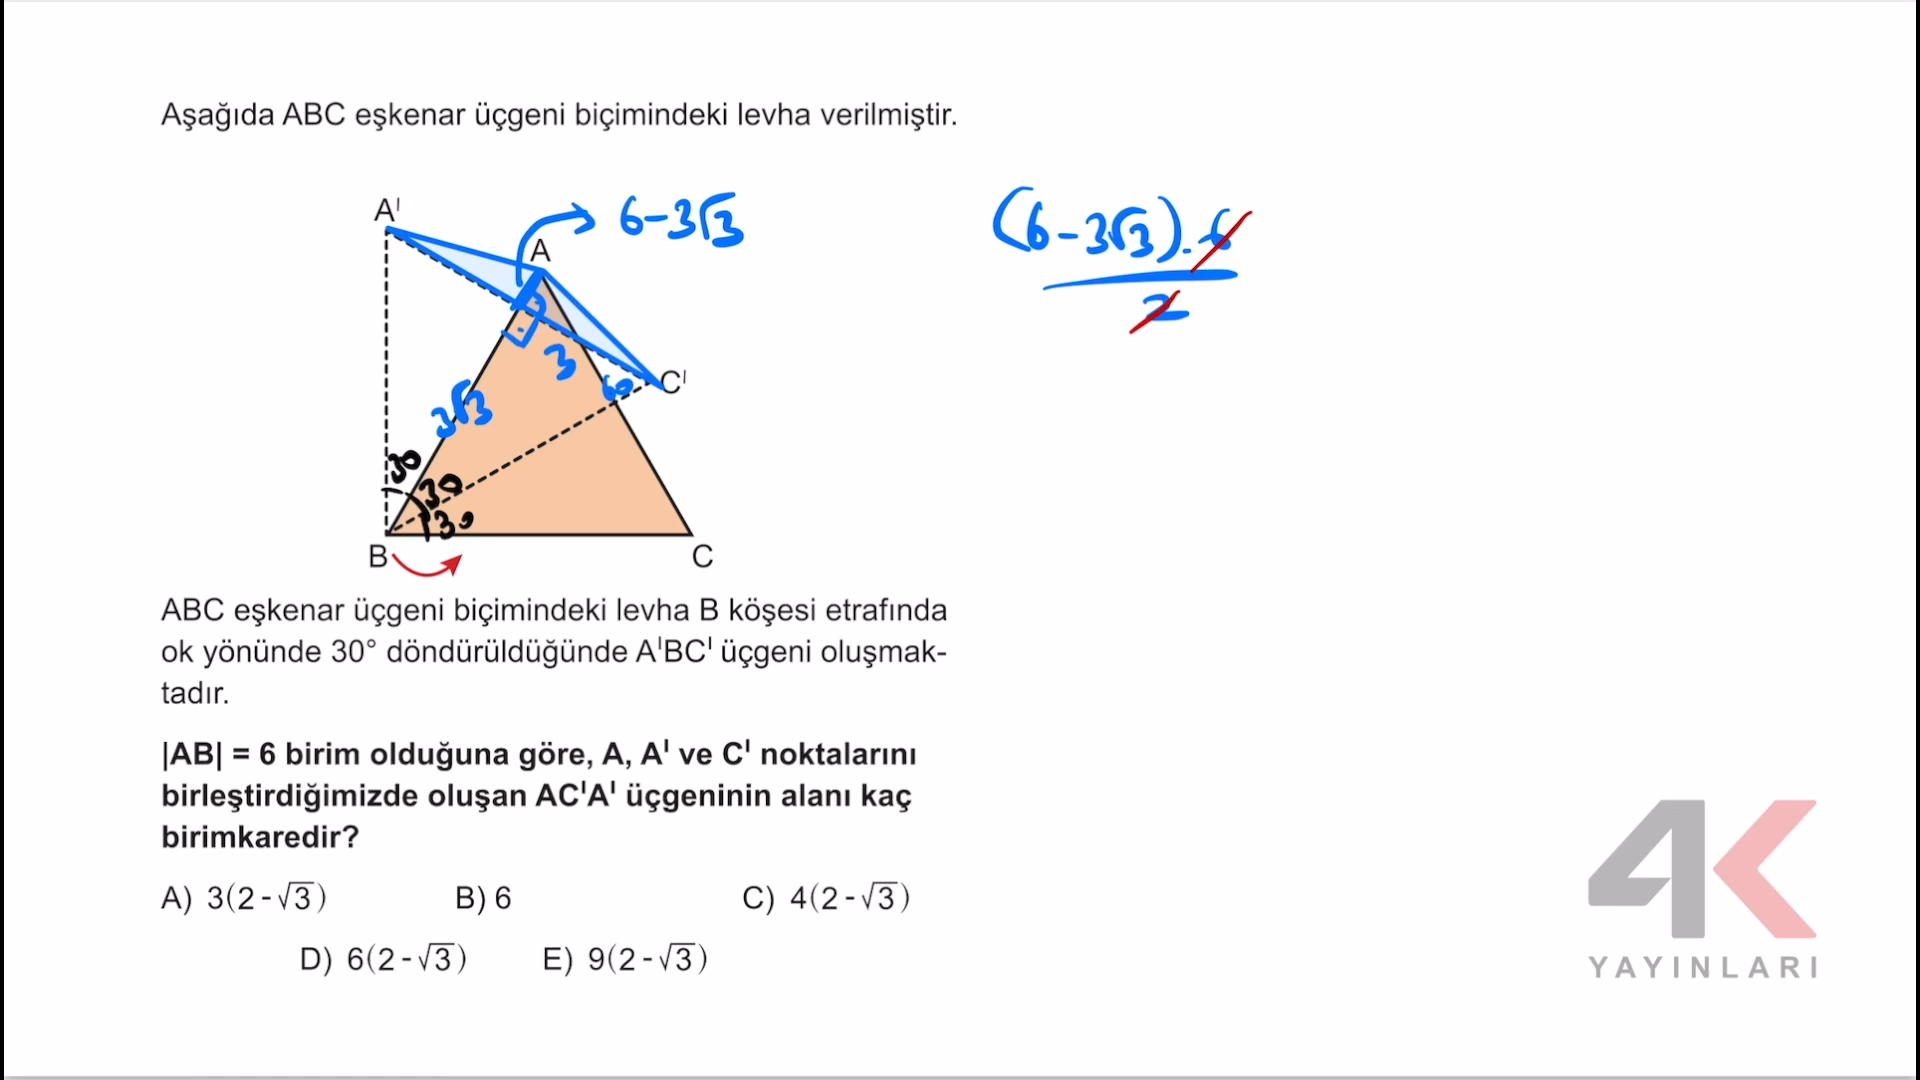 Aşağıda ABC eşkenar üçgeni biçimindeki levha verilmiştir.
A'
A
6-3√3
(6-3√3).6
2
3
60
C'
3√3
30
30
30
B
C
ABC eşkenar üçgeni biçimindeki levha B köşesi etrafında
ok yönünde 30° döndürüldüğünde A'BC' üçgeni oluşmak-
tadır.
|AB| = 6 birim olduğuna göre, A, A' ve C' noktalarını
birleştirdiğimizde oluşan AC'A' üçgeninin alanı kaç
birimkaredir?
A) 3(2-√3) B) 6 C) 4(2-√3)
D) 6(2-√3) E) 9(2-√3)
4K
YAYINLARI